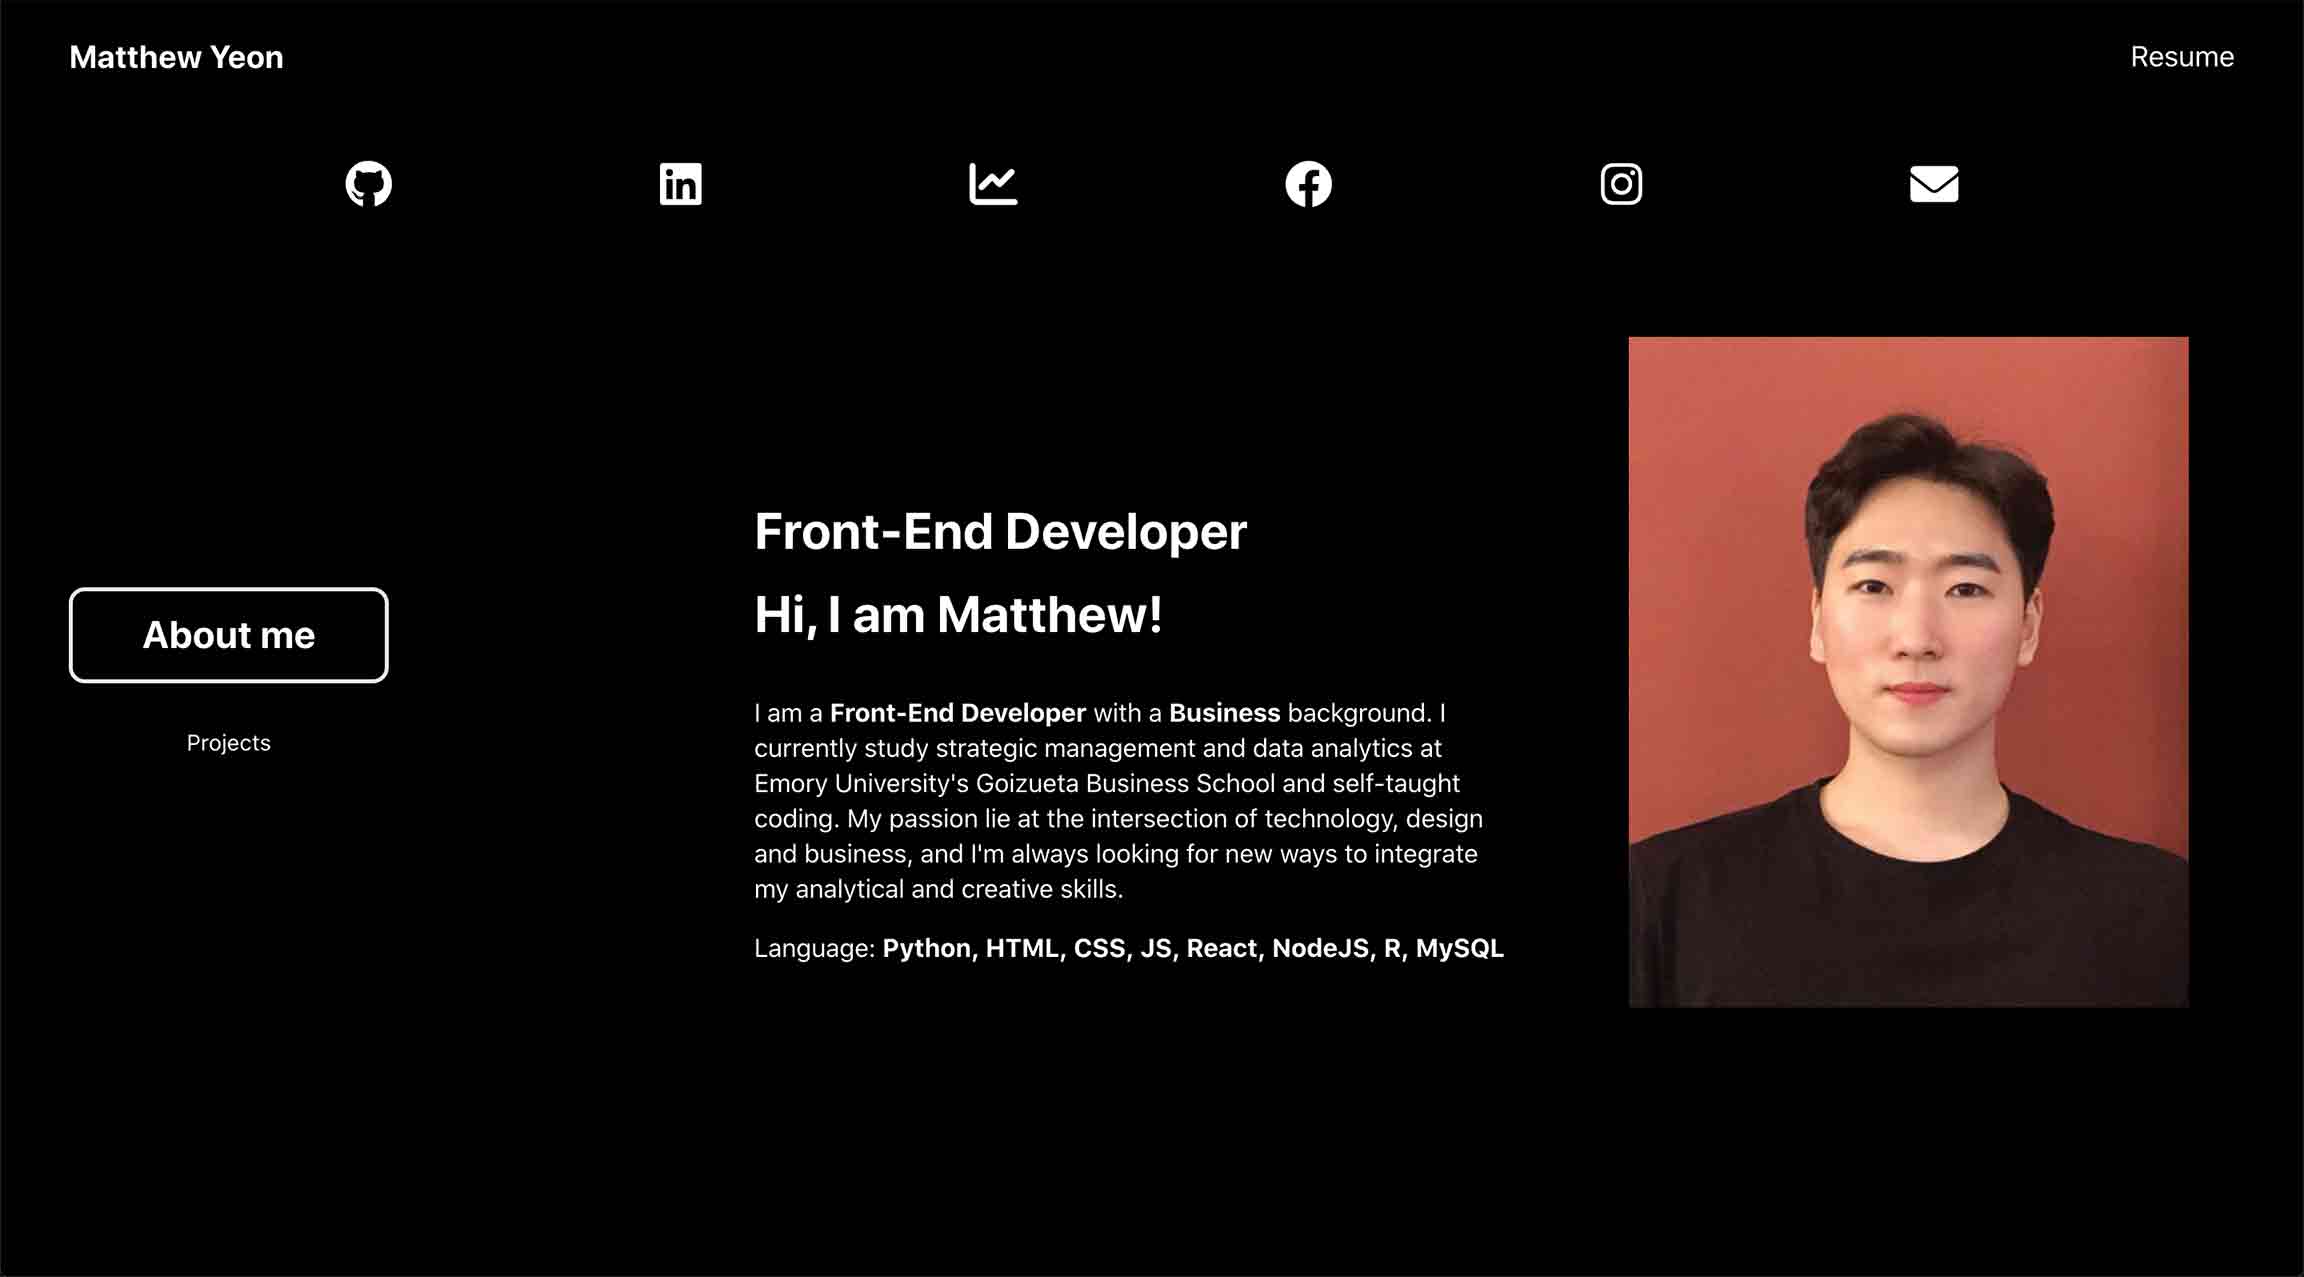 Matthew Yeon
Resume
About me
Projects
Front-End Developer
Hi, I am Matthew!
I am a Front-End Developer with a Business background. I
currently study strategic management and data analytics at
Emory University's Goizueta Business School and self-taught
coding. My passion lie at the intersection of technology, design
and business, and I'm always looking for new ways to integrate
my analytical and creative skills.
Language: Python, HTML, CSS, JS, React, NodeJS, R, MySQL